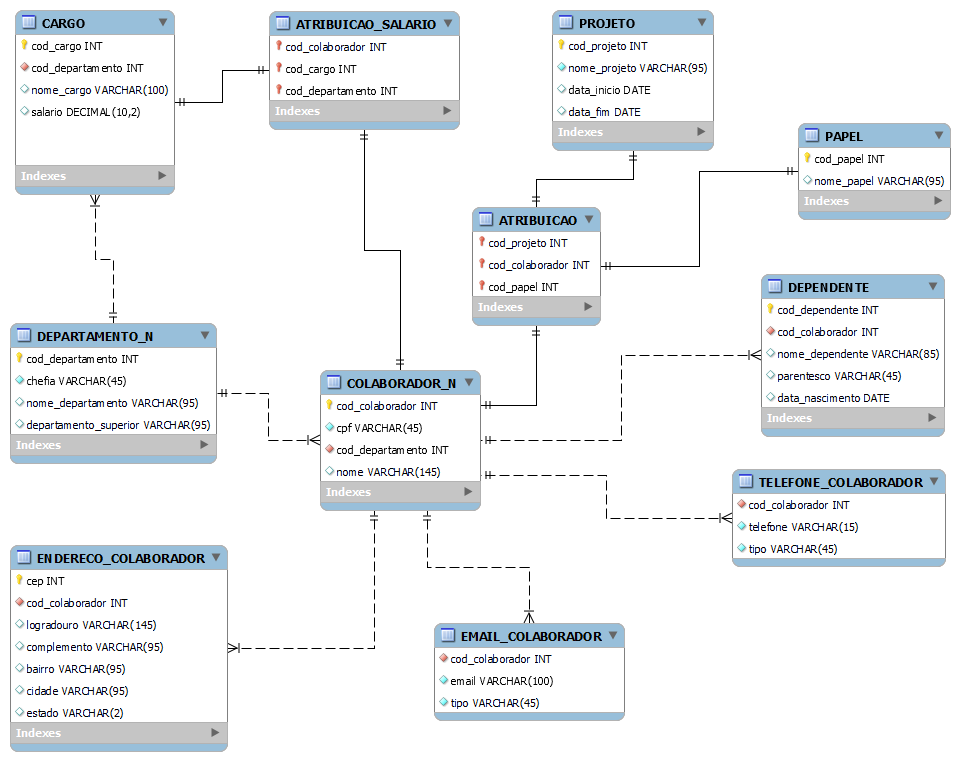 CARGO
cod_cargo INT
cod_departamento INT
nome_cargo VARCHAR(100)
salario DECIMAL(10,2)
Indexes
ATRIBUICAO_SALARIO
cod_colaborador INT
cod_cargo INT
cod_departamento INT
Indexes
PROJETO
cod_projeto INT
nome_projeto VARCHAR(95)
data_inicio DATE
data_fim DATE
Indexes
PAPEL
cod_papel INT
nome_papel VARCHAR(95)
Indexes
ATRIBUICAO
cod_projeto INT
cod_colaborador INT
cod_papel INT
Indexes
DEPENDENTE
cod_dependente INT
cod_colaborador INT
nome_dependente VARCHAR(85)
parentesco VARCHAR(45)
data_nascimento DATE
Indexes
DEPARTAMENTO_N
cod_departamento INT
chefia VARCHAR(45)
nome_departamento VARCHAR(95)
departamento_superior VARCHAR(95)
Indexes
COLABORADOR_N
cod_colaborador INT
cpf VARCHAR(45)
cod_departamento INT
nome VARCHAR(145)
Indexes
TELEFONE_COLABORADOR
cod_colaborador INT
telefone VARCHAR(15)
tipo VARCHAR(45)
ENDERECO_COLABORADOR
cep INT
cod_colaborador INT
logradouro VARCHAR(145)
complemento VARCHAR(95)
bairro VARCHAR(95)
cidade VARCHAR(95)
estado VARCHAR(2)
Indexes
EMAIL_COLABORADOR
cod_colaborador INT
email VARCHAR(100)
tipo VARCHAR(45)